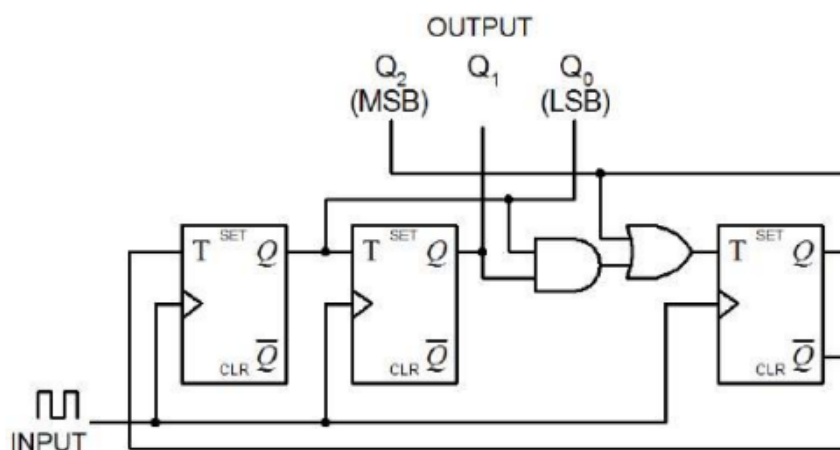 OUTPUT
Q2 Q1 Q0
(MSB) (LSB)
T SET Q T SET Q T SET Q
CLR Q̅ CLR Q̅ CLR Q̅
INPUT